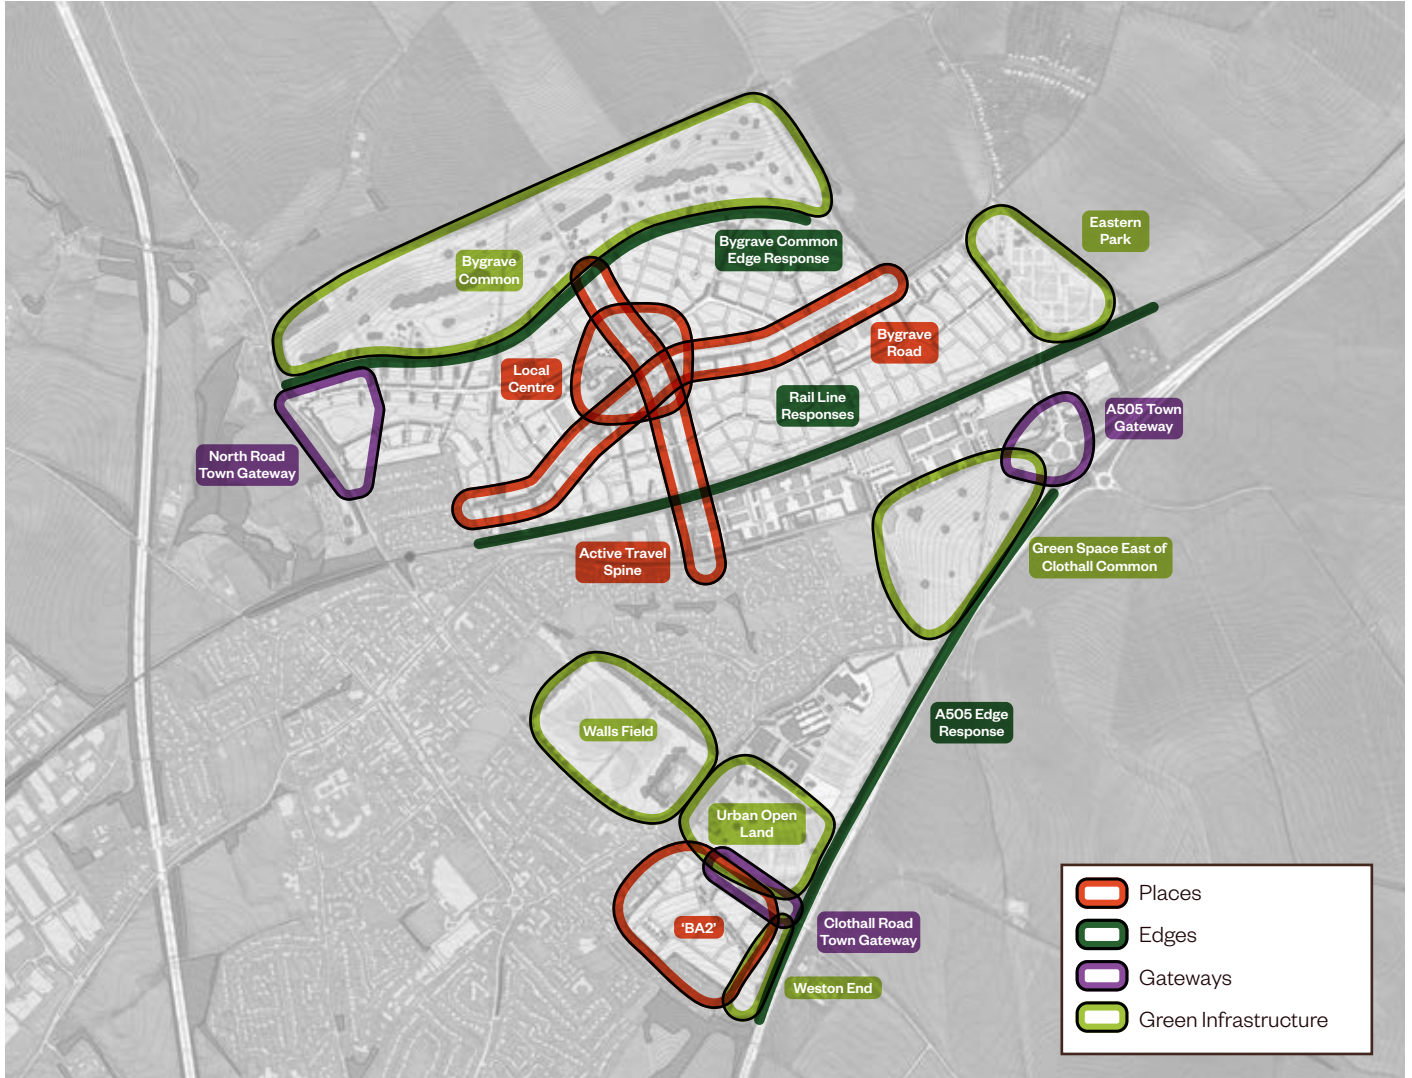 Eastern
Park
Bygrave Common
Edge Response
Bygrave
Common
Bygrave
Road
Local
Centre
Rail Line
Responses
A505 Town
Gateway
North Road
Town Gateway
Active Travel
Spine
Green Space East of
Clothall Common
A505 Edge
Response
Walls Field
Urban Open
Land
'BA2'
Clothall Road
Town Gateway
Weston End
Places
Edges
Gateways
Green Infrastructure